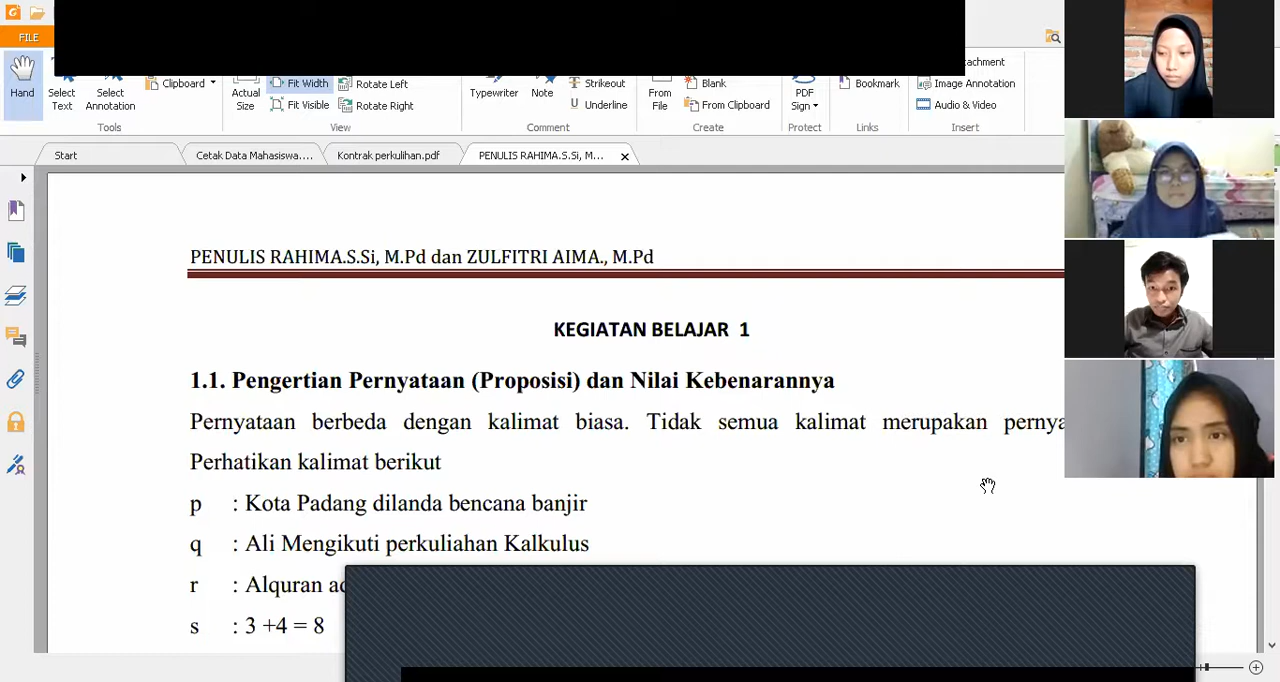 FILE
Hand
Select
Text
Select
Annotation
Clipboard
Tools
Actual
Size
Fit Width
Fit Visible
Rotate Left
Rotate Right
View
Typewriter
Note
Strikeout
Underline
Comment
From
File
Blank
From Clipboard
Create
PDF
Sign
Protect
Bookmark
Links
Image Annotation
Audio & Video
Insert
Start
Cetak Data Mahasiswa....
Kontrak perkulihan.pdf
PENULIS RAHIMA.S.Si, M...
PENULIS RAHIMA.S.Si, M.Pd dan ZULFITRI AIMA., M.Pd
KEGIATAN BELAJAR 1
1.1. Pengertian Pernyataan (Proposisi) dan Nilai Kebenarannya
Pernyataan berbeda dengan kalimat biasa. Tidak semua kalimat merupakan
Perhatikan kalimat berikut
p : Kota Padang dilanda bencana banjir
q : Ali Mengikuti perkuliahan Kalkulus
r : Alquran
s : 3 +4 = 8